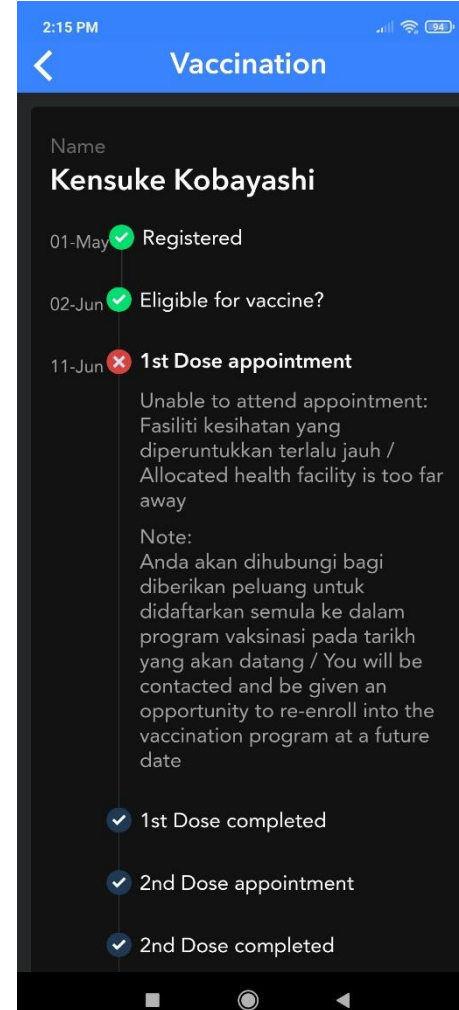 2:15 PM
94
Vaccination
Name
Kensuke Kobayashi
01-May Registered
02-Jun Eligible for vaccine?
11-Jun 1st Dose appointment
Unable to attend appointment:
Fasiliti kesihatan yang
diperuntukkan terlalu jauh /
Allocated health facility is too far
away
Note:
Anda akan dihubungi bagi
diberikan peluang untuk
didaftarkan semula ke dalam
program vaksinasi pada tarikh
yang akan datang / You will be
contacted and be given an
opportunity to re-enroll into the
vaccination program at a future
date
1st Dose completed
2nd Dose appointment
2nd Dose completed